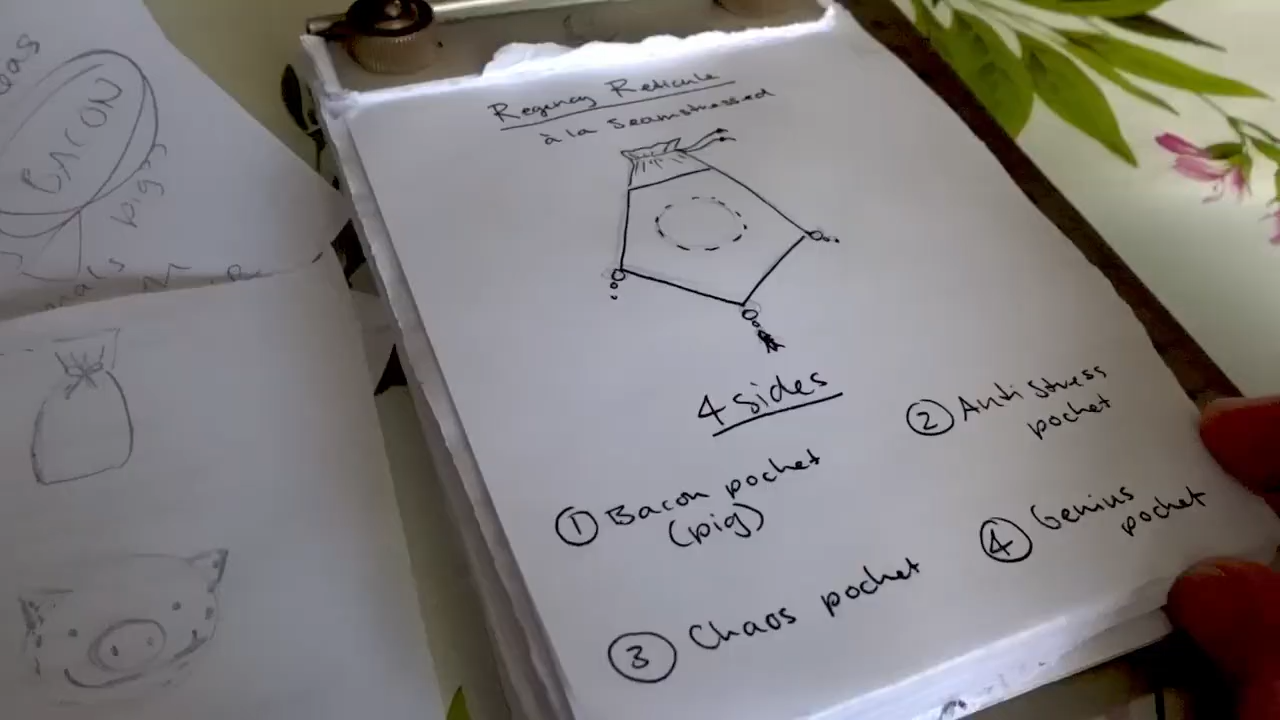 Regency Reticule
à la Seamstressed
4 sides
① Bacon pocket
(pig)
② Anti stress
pocket
③ Chaos pocket
④ Genius
pocket
BACON
pigs